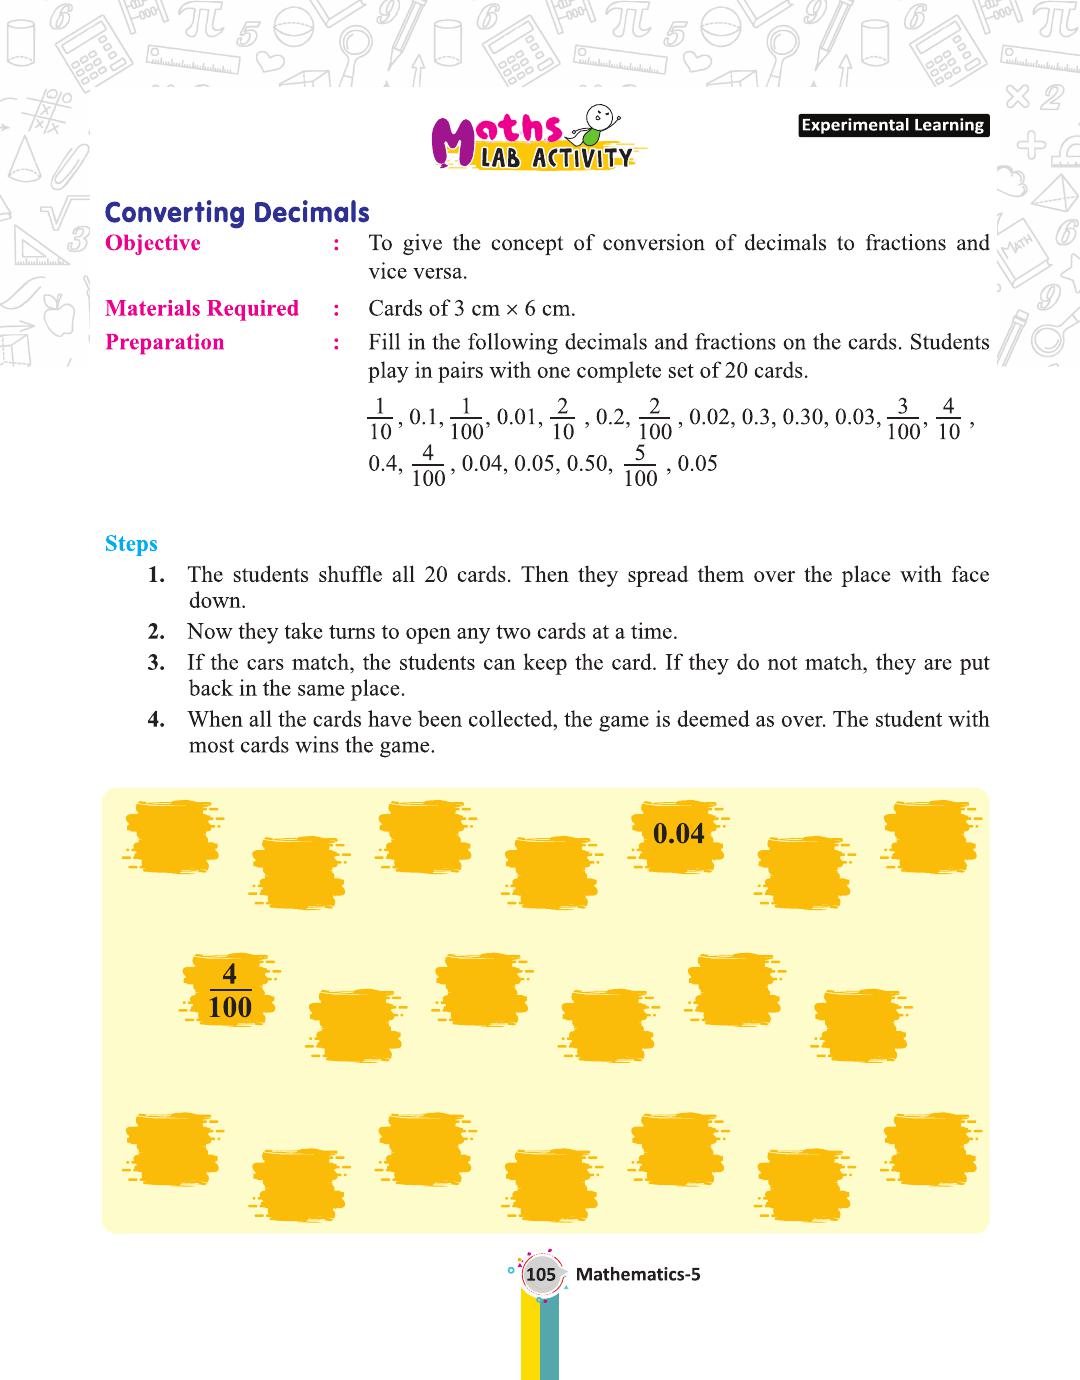 Maths
LAB ACTIVITY
Experimental Learning
Converting Decimals
Objective : To give the concept of conversion of decimals to fractions and
vice versa.
Materials Required : Cards of 3 cm × 6 cm.
Preparation : Fill in the following decimals and fractions on the cards. Students
play in pairs with one complete set of 20 cards.
1/10, 0.1, 1/100, 0.01, 2/10, 0.2, 2/100, 0.02, 0.3, 0.30, 0.03, 3/100, 4/10,
0.4, 4/100, 0.04, 0.05, 0.50, 5/100, 0.05
Steps
1. The students shuffle all 20 cards. Then they spread them over the place with face
down.
2. Now they take turns to open any two cards at a time.
3. If the cars match, the students can keep the card. If they do not match, they are put
back in the same place.
4. When all the cards have been collected, the game is deemed as over. The student with
most cards wins the game.
0.04
4/100
105 Mathematics-5